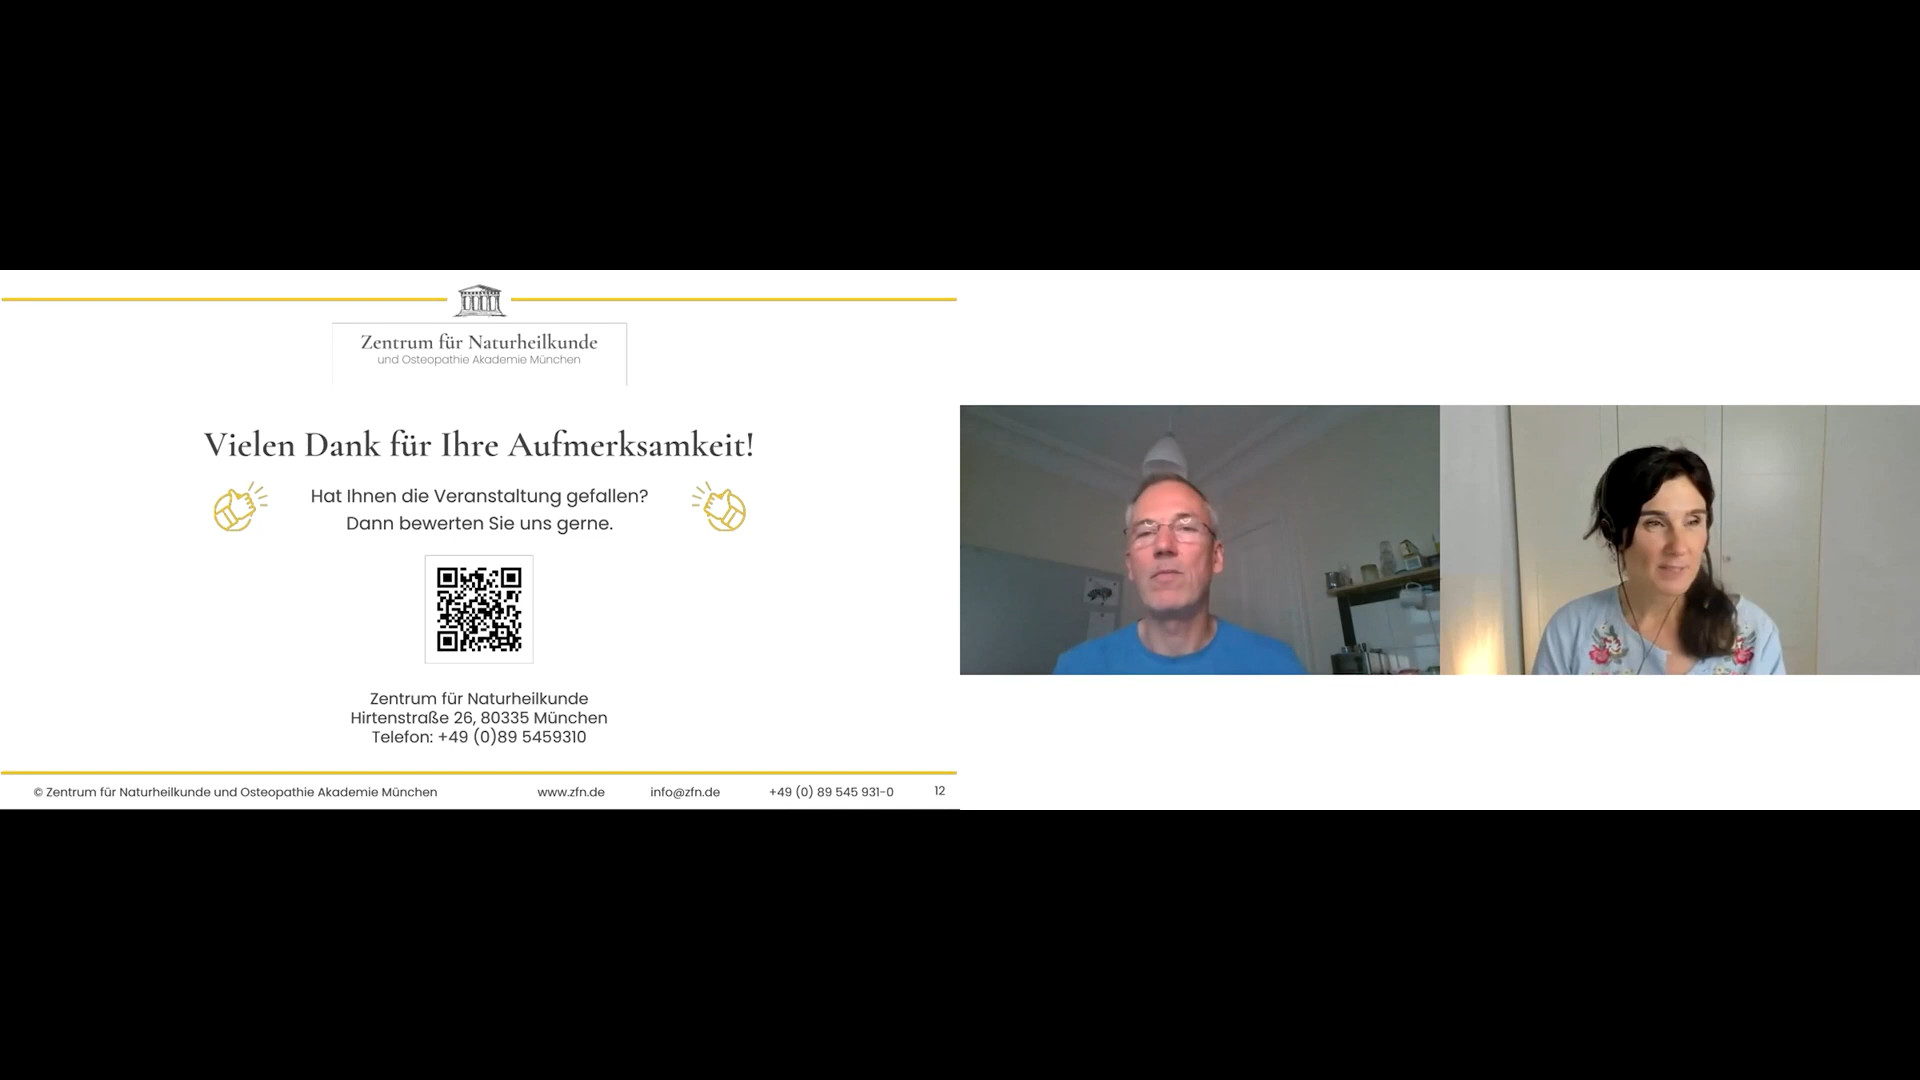 Zentrum für Naturheilkunde
und Osteopathie Akademie München
Vielen Dank für Ihre Aufmerksamkeit!
Hat Ihnen die Veranstaltung gefallen?
Dann bewerten Sie uns gerne.
Zentrum für Naturheilkunde
Hirtenstraße 26, 80335 München
Telefon: +49 (0)89 5459310
© Zentrum für Naturheilkunde und Osteopathie Akademie München www.zfn.de info@zfn.de +49 (0) 89 545 931-0 12